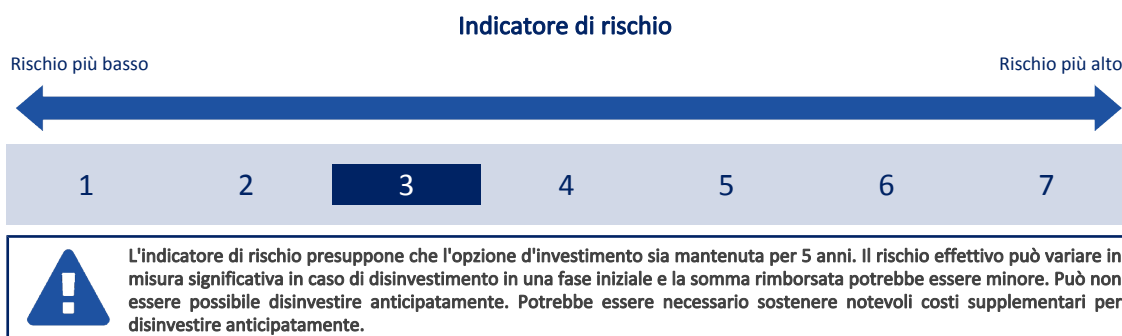 Indicatore di rischio
Rischio più basso
Rischio più alto
1 2 3 4 5 6 7
L'indicatore di rischio presuppone che l'opzione d'investimento sia mantenuta per 5 anni. Il rischio effettivo può variare in
misura significativa in caso di disinvestimento in una fase iniziale e la somma rimborsata potrebbe essere minore. Può non
essere possibile disinvestire anticipatamente. Potrebbe essere necessario sostenere notevoli costi supplementari per
disinvestire anticipatamente.